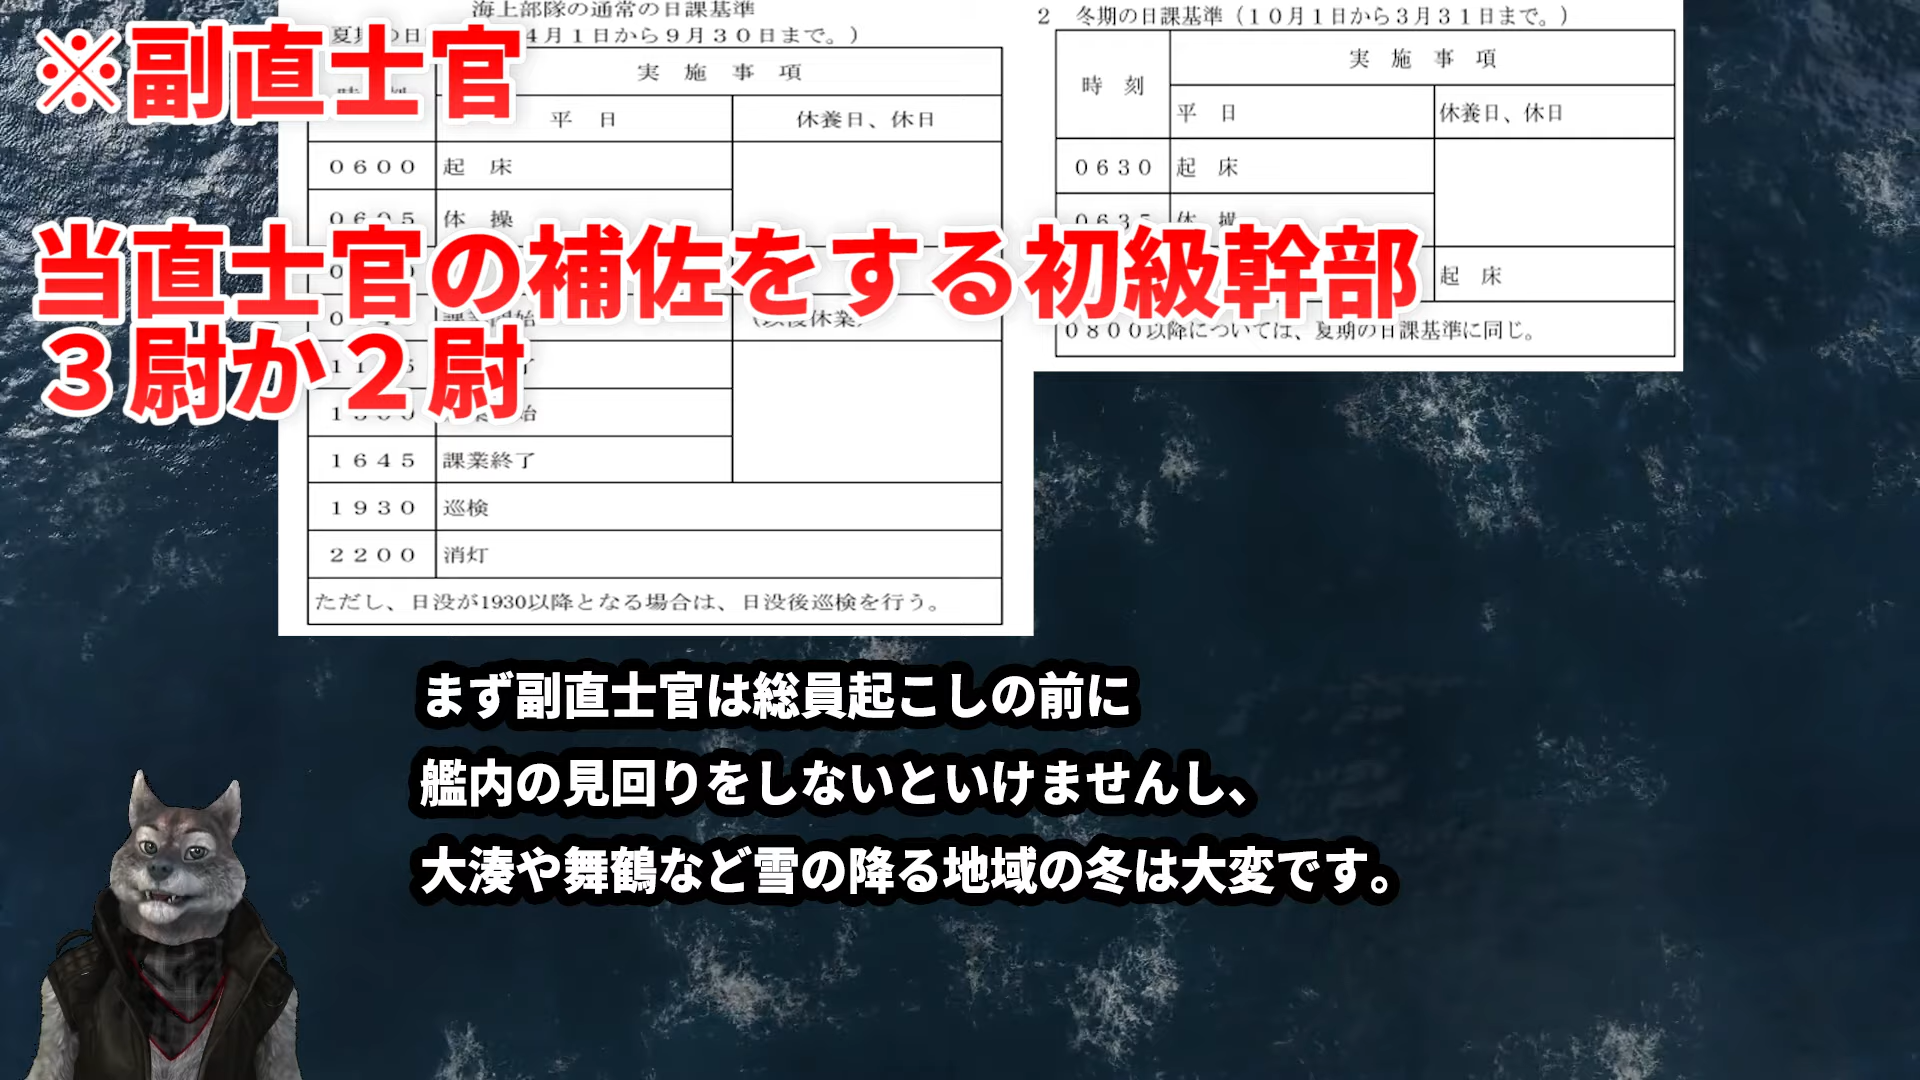 ※副直士官
当直士官の補佐をする初級幹部
３尉か２尉
海上部隊の通常の日課基準
４月１日から９月３０日まで。）
実 施 事 項
平 日
休養日、休日
０６００
起 床
０６０５
体 操
１６４５
課業終了
１９３０
巡検
２２００
消灯
ただし、日没が1930以降となる場合は、日没後巡検を行う。
２ 冬期の日課基準（１０月１日から３月３１日まで。）
時 刻
実 施 事 項
平 日
休養日、休日
０６３０
起 床
０６３５
体 操
起 床
０８００以降については、夏期の日課基準に同じ。
まず副直士官は総員起こしの前に
艦内の見回りをしないといけませんし、
大湊や舞鶴など雪の降る地域の冬は大変です。